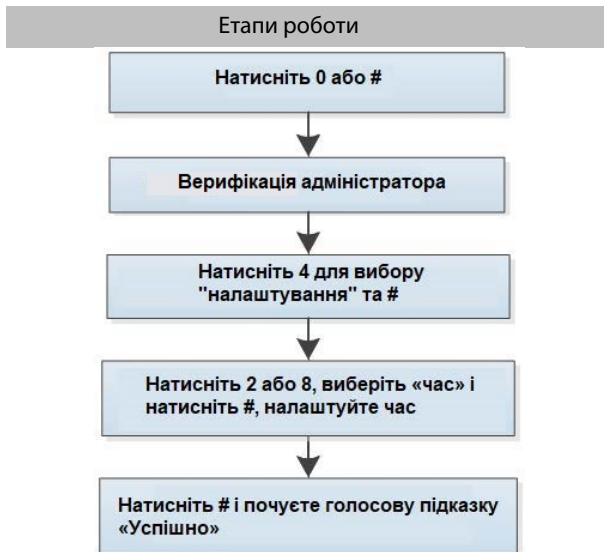 Етапи роботи
Натисніть 0 або #
Верифікація адміністратора
Натисніть 4 для вибору
"налаштування" та #
Натисніть 2 або 8, виберіть «час» і
натисніть #, налаштуйте час
Натисніть # і почуєте голосову підказку
«Успішно»